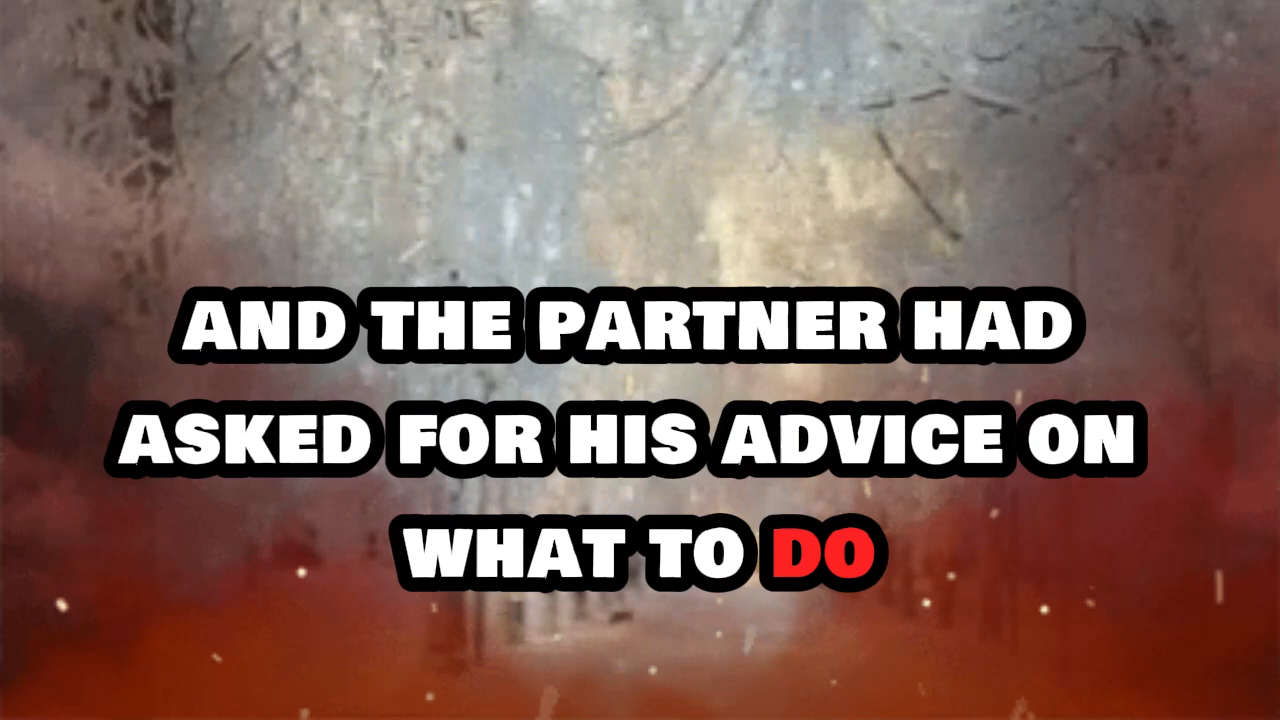 AND THE PARTNER HAD
ASKED FOR HIS ADVICE ON
WHAT TO DO